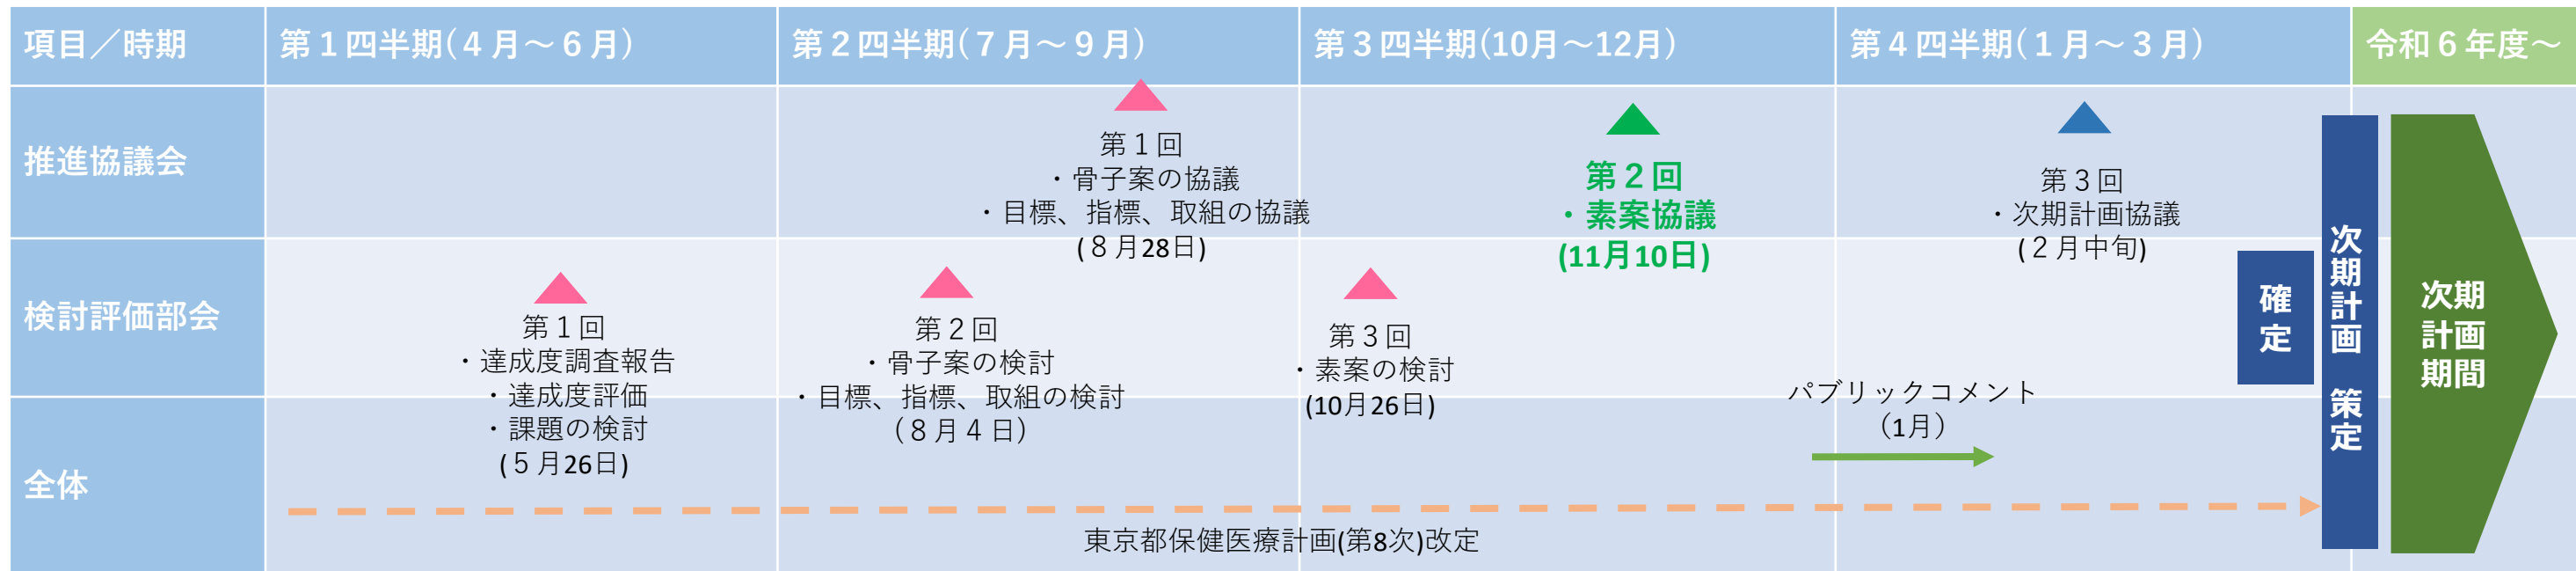 項目／時期
第１四半期(４月～６月)
第２四半期(７月～９月)
第３四半期(10月～12月)
第４四半期(１月～３月)
令和６年度～
推進協議会
第１回
・骨子案の協議
・目標、指標、取組の協議
(８月28日)
第２回
・素案協議
(11月10日)
第３回
・次期計画協議
(２月中旬)
検討評価部会
第１回
・達成度調査報告
・達成度評価
・課題の検討
(５月26日)
第２回
・骨子案の検討
・目標、指標、取組の検討
（８月４日）
第３回
・素案の検討
(10月26日)
確定
次期計画　策定
次期
計画
期間
全体
パブリックコメント
（1月）
東京都保健医療計画(第8次)改定